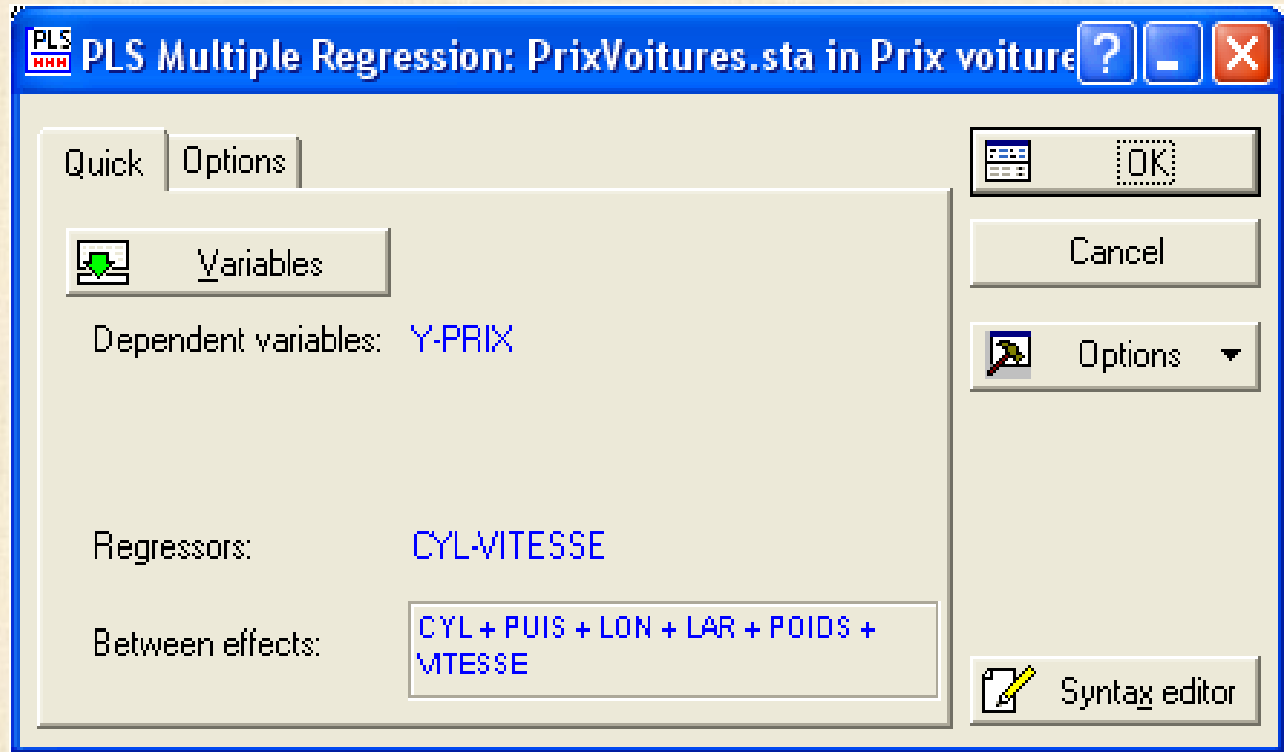 PLS
PLS Multiple Regression: PrixVoitures.sta in Prix voiture
?
Quick
Options
OK
Variables
Cancel
Dependent variables: Y-PRIX
Options
Regressors: CYL-VITESSE
Between effects: CYL + PUIS + LON + LAR + POIDS +
VITESSE
Syntax editor